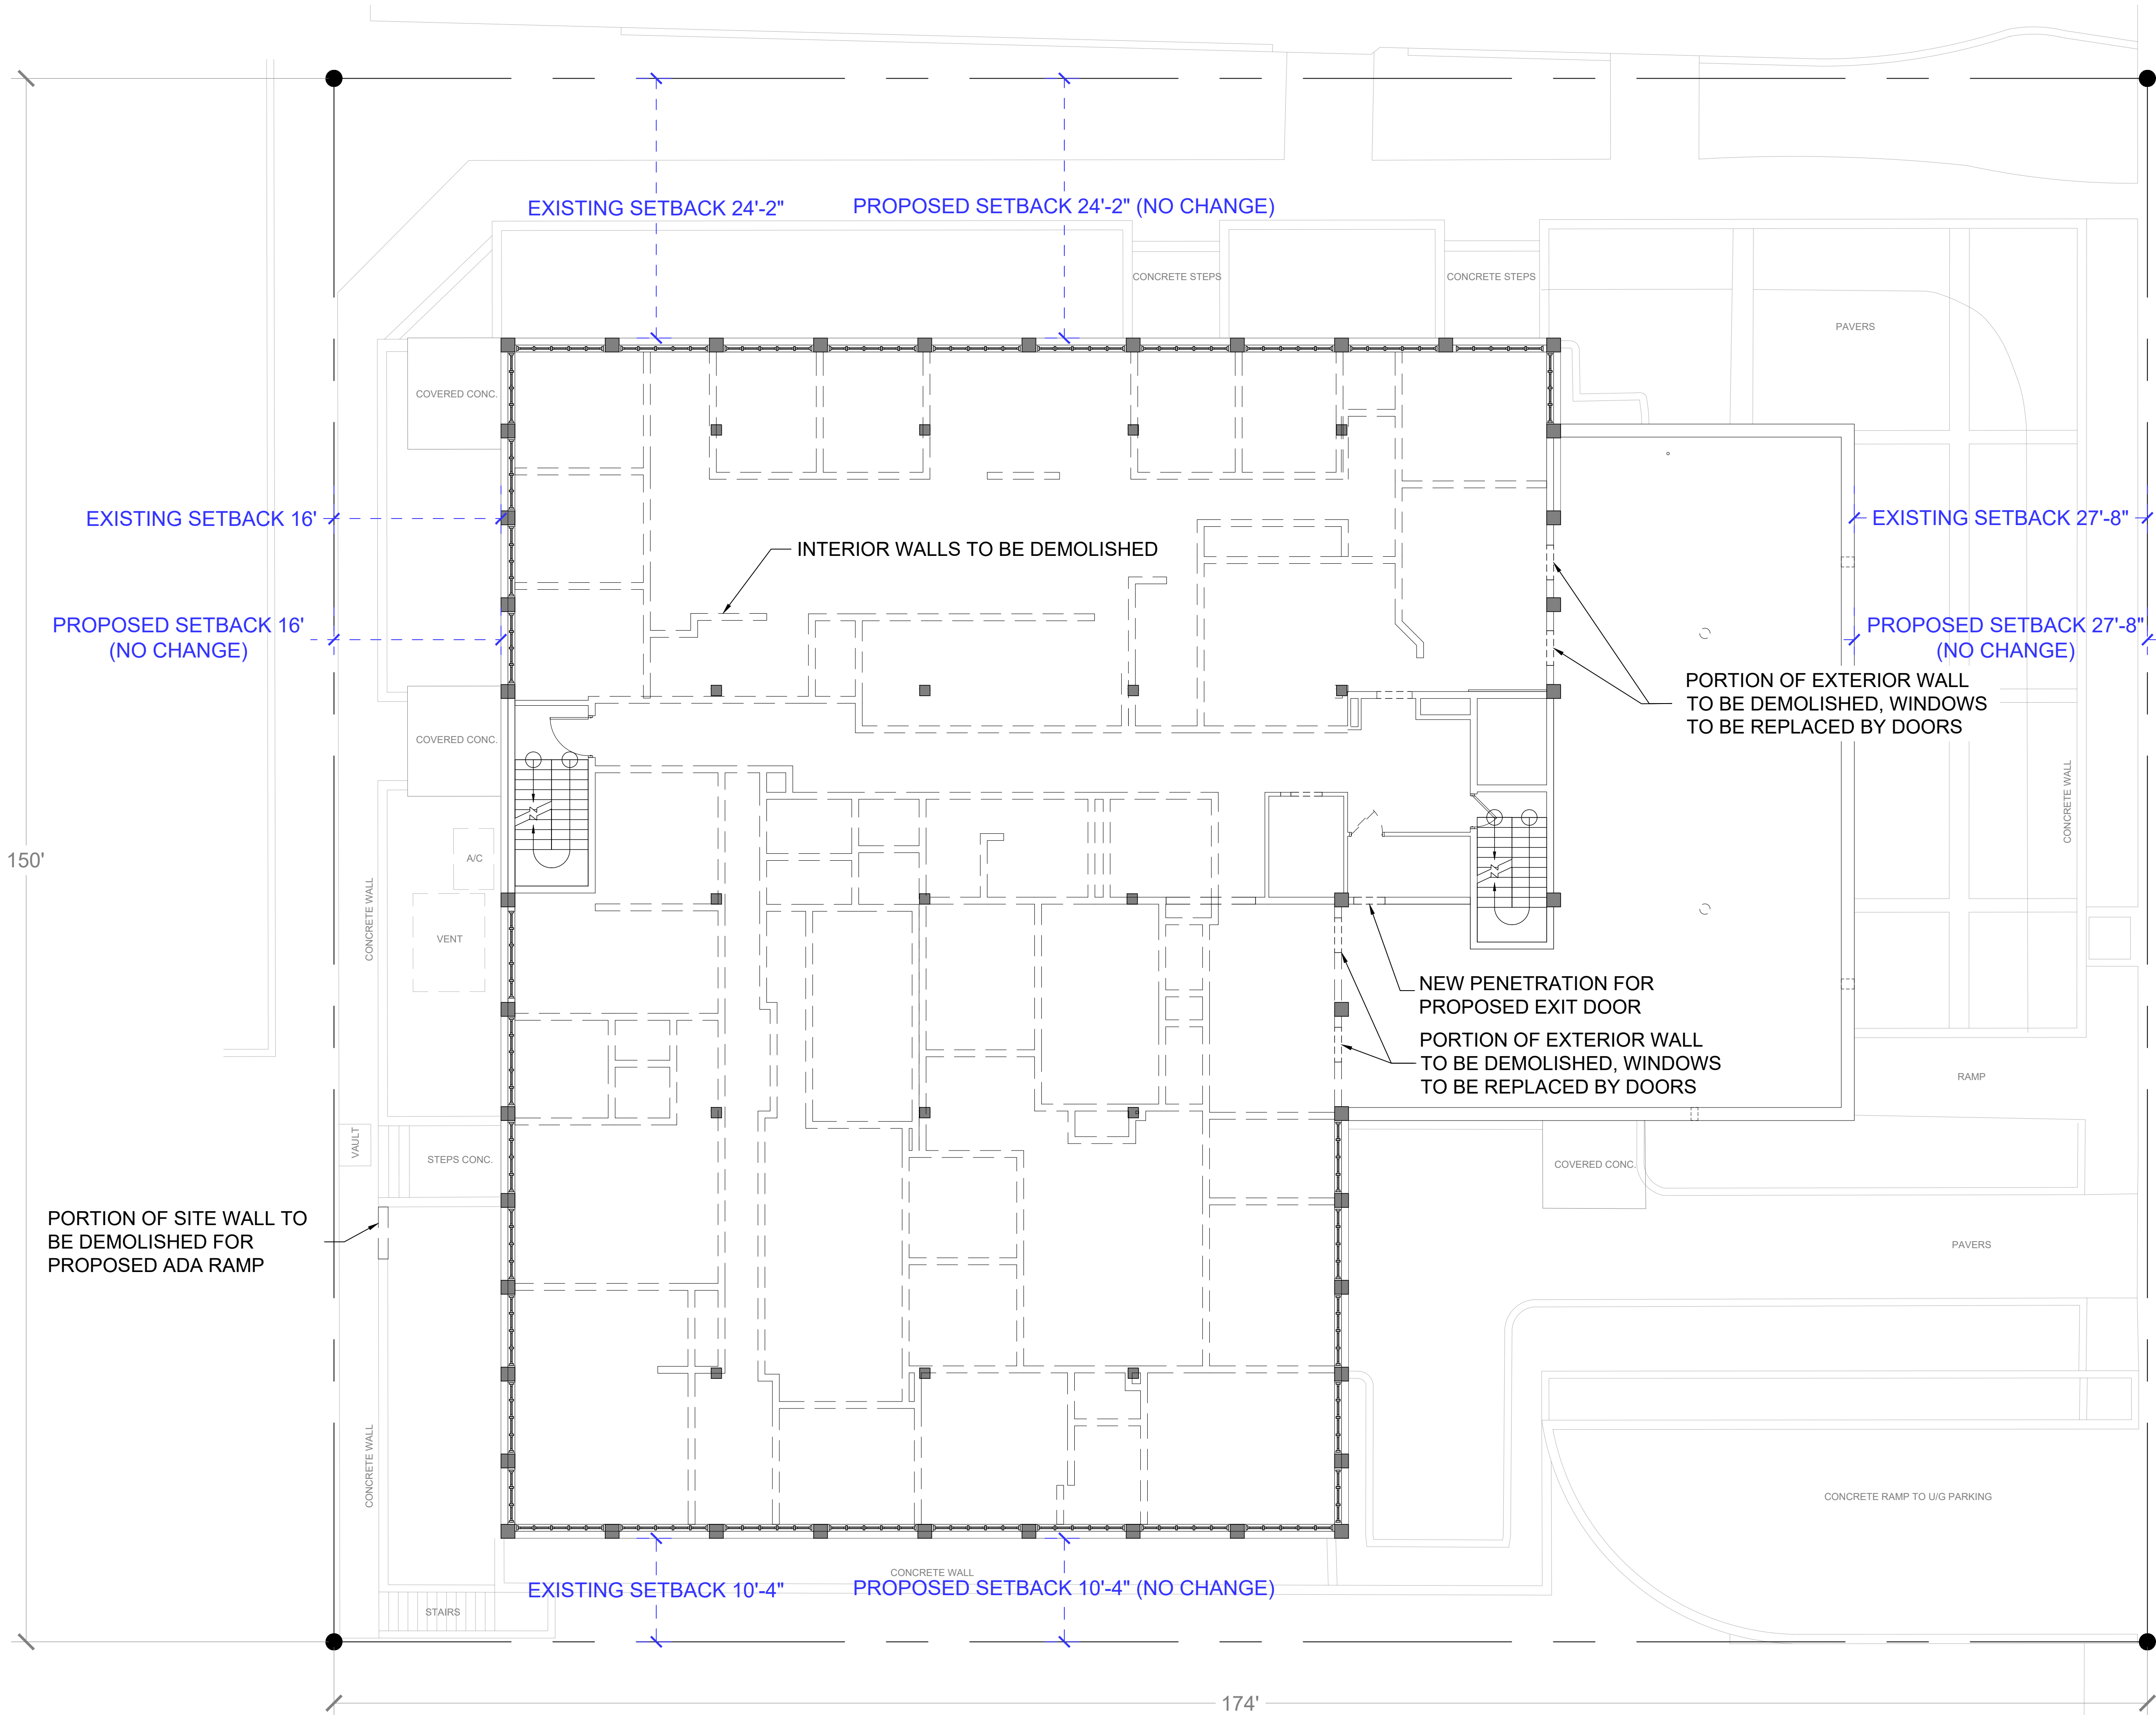 EXISTING SETBACK 24'-2"
PROPOSED SETBACK 24'-2" (NO CHANGE)
CONCRETE STEPS
CONCRETE STEPS
PAVERS
COVERED CONC.
EXISTING SETBACK 16'
EXISTING SETBACK 27'-8"
INTERIOR WALLS TO BE DEMOLISHED
PROPOSED SETBACK 16'
(NO CHANGE)
PROPOSED SETBACK 27'-8"
(NO CHANGE)
PORTION OF EXTERIOR WALL
TO BE DEMOLISHED, WINDOWS
TO BE REPLACED BY DOORS
COVERED CONC.
CONCRETE WALL
150'
A/C
CONCRETE WALL
VENT
NEW PENETRATION FOR
PROPOSED EXIT DOOR
PORTION OF EXTERIOR WALL
TO BE DEMOLISHED, WINDOWS
TO BE REPLACED BY DOORS
RAMP
VAULT
STEPS CONC.
COVERED CONC.
PORTION OF SITE WALL TO
BE DEMOLISHED FOR
PROPOSED ADA RAMP
PAVERS
CONCRETE WALL
CONCRETE RAMP TO U/G PARKING
CONCRETE WALL
EXISTING SETBACK 10'-4"
PROPOSED SETBACK 10'-4" (NO CHANGE)
STAIRS
174'